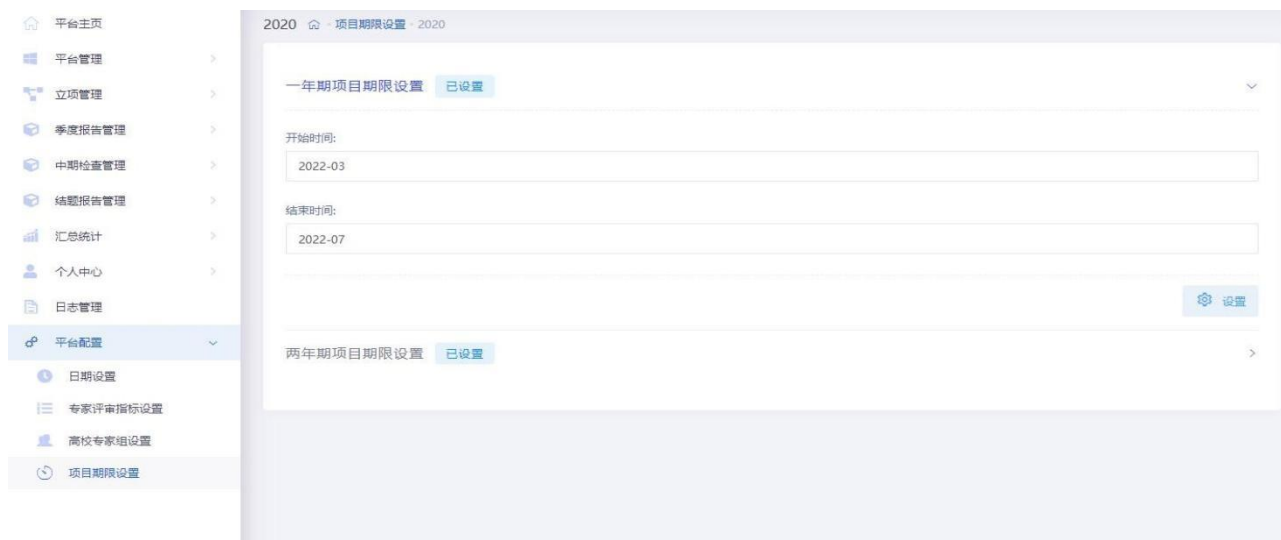 平台主页
平台管理
立项管理
季度报告管理
中期检查管理
结题报告管理
汇总统计
个人中心
日志管理
平台配置
日期设置
专家评审指标设置
高校专家组设置
项目期限设置
2020 - 项目期限设置 - 2020
一年期项目期限设置 已设置
开始时间:
2022-03
结束时间:
2022-07
设置
两年期项目期限设置 已设置